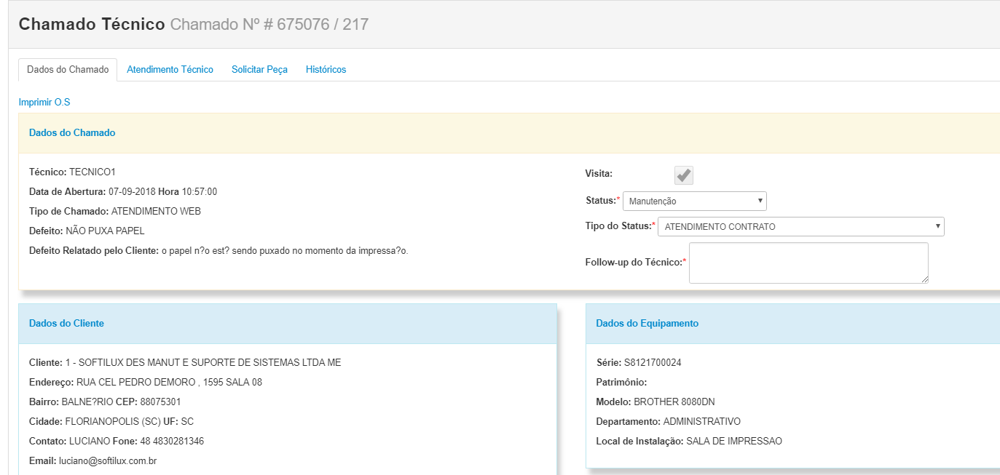 Chamado Técnico Chamado Nº # 675076 / 217
Dados do Chamado Atendimento Técnico Solicitar Peça Históricos
Imprimir O.S
Dados do Chamado
Técnico: TECNICO1
Data de Abertura: 07-09-2018 Hora 10:57:00
Tipo de Chamado: ATENDIMENTO WEB
Defeito: NÃO PUXA PAPEL
Defeito Relatado pelo Cliente: o papel n?o est? sendo puxado no momento da impressa?o.
Visita:
Status:* Manutenção
Tipo do Status:* ATENDIMENTO CONTRATO
Follow-up do Técnico:*
Dados do Cliente
Cliente: 1 - SOFTILUX DES MANUT E SUPORTE DE SISTEMAS LTDA ME
Endereço: RUA CEL PEDRO DEMORO , 1595 SALA 08
Bairro: BALNE?RIO CEP: 88075301
Cidade: FLORIANOPOLIS (SC) UF: SC
Contato: LUCIANO Fone: 48 4830281346
Email: luciano@softilux.com.br
Dados do Equipamento
Série: S8121700024
Patrimônio:
Modelo: BROTHER 8080DN
Departamento: ADMINISTRATIVO
Local de Instalação: SALA DE IMPRESSAO